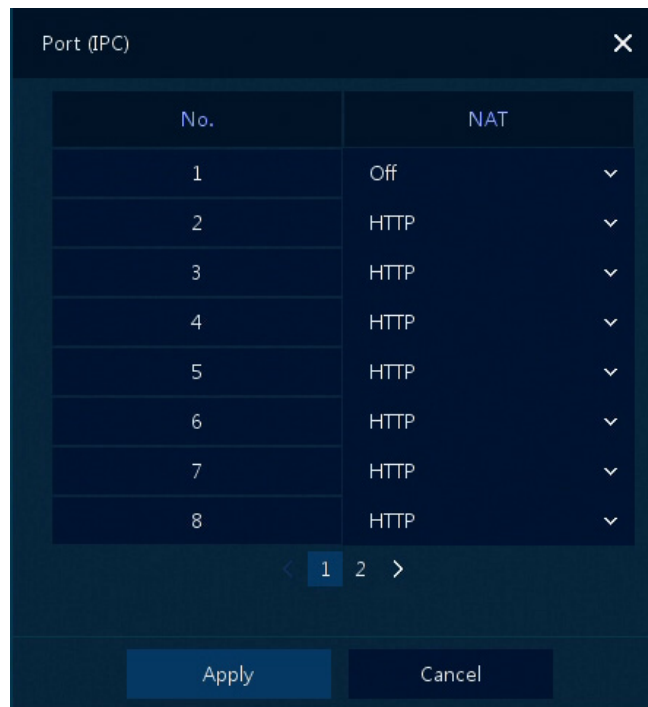 Port (IPC)
No. NAT
1 Off
2 HTTP
3 HTTP
4 HTTP
5 HTTP
6 HTTP
7 HTTP
8 HTTP
1 2
Apply Cancel